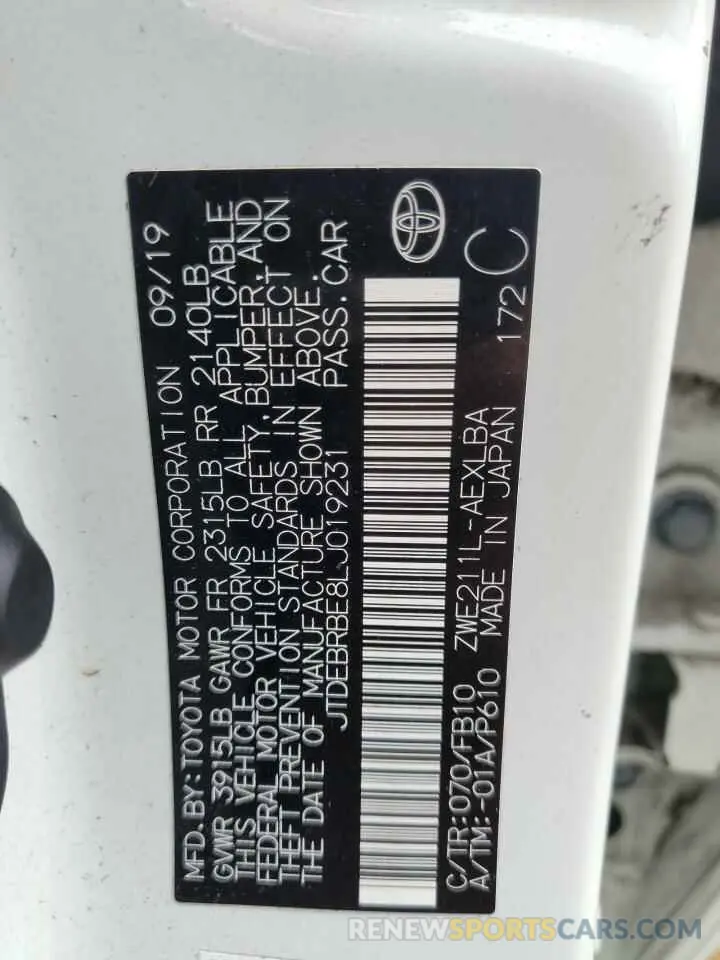 MFD. BY: TOYOTA MOTOR CORPORATION 09/19
GVWR 3915LB GAWR FR 2315LB RR 2140LB
THIS VEHICLE CONFORMS TO ALL APPLICABLE
FEDERAL MOTOR VEHICLE SAFETY, BUMPER, AND
THEFT PREVENTION STANDARDS IN EFFECT ON
THE DATE OF MANUFACTURE SHOWN ABOVE.
JTDEBRBE8LJ019231 PASS. CAR
C/TR: 070/FB10 ZWE211L-AEXLBA 172 C
A/TM: -01A/P610 MADE IN JAPAN
RENEWSPORTSCARS.COM